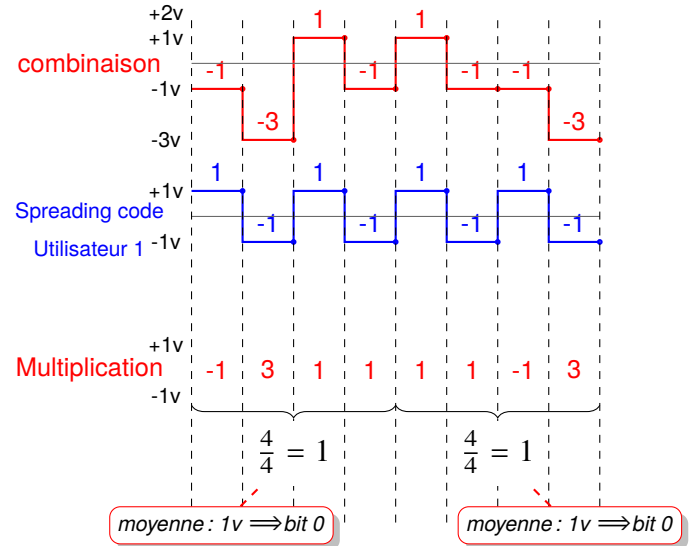 +2v
1 1
+1v
combinaison -1 -1 -1 -1
-1v
-3 -3
-3v
1 1 1 1
+1v
Spreading code
-1 -1 -1 -1
Utilisateur 1 -1v
+1v
Multiplication -1 3 1 1 1 1 -1 3
-1v
4/4 = 1 4/4 = 1
moyenne : 1v ⟹ bit 0 moyenne : 1v ⟹ bit 0